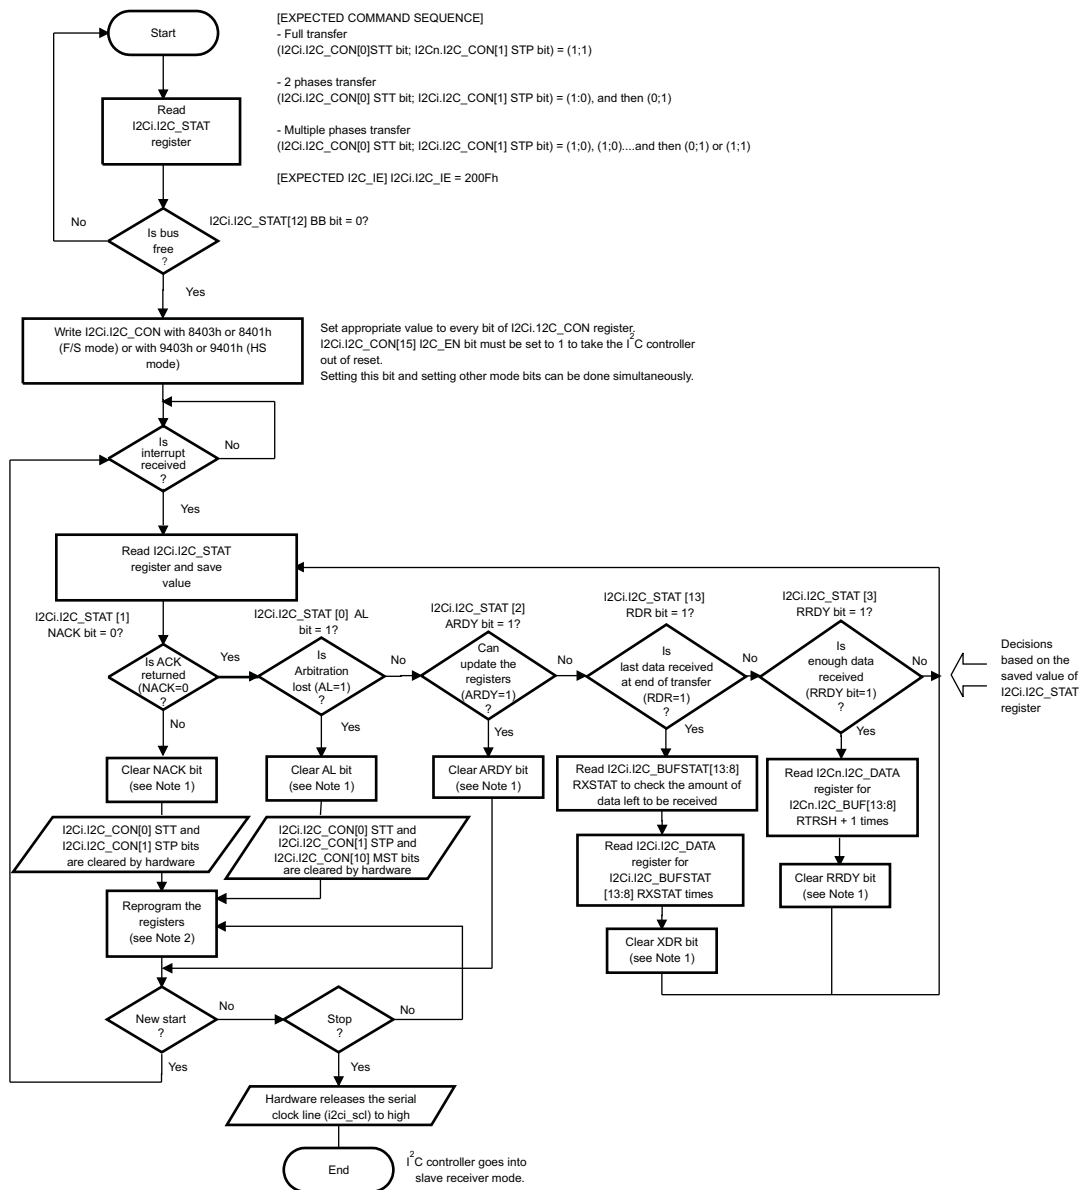 Start
[EXPECTED COMMAND SEQUENCE]
- Full transfer
(I2Ci.I2C_CON[0]STT bit; I2Cn.I2C_CON[1] STP bit) = (1;1)
- 2 phases transfer
(I2Ci.I2C_CON[0] STT bit; I2Ci.I2C_CON[1] STP bit) = (1:0), and then (0;1)
- Multiple phases transfer
(I2Ci.I2C_CON[0] STT bit; I2Ci.I2C_CON[1] STP bit) = (1;0), (1;0)....and then (0;1) or (1;1)
[EXPECTED I2C_IE] I2Ci.I2C_IE = 200Fh
Read
I2Ci.I2C_STAT
register
No
I2Ci.I2C_STAT[12] BB bit = 0?
Is bus
free
?
Yes
Write I2Ci.I2C_CON with 8403h or 8401h
(F/S mode) or with 9403h or 9401h (HS
mode)
Set appropriate value to every bit of I2Ci.12C_CON register.
I2Ci.I2C_CON[15] I2C_EN bit must be set to 1 to take the I2C controller
out of reset.
Setting this bit and setting other mode bits can be done simultaneously.
Is
interrupt
received
?
No
Yes
Read I2Ci.I2C_STAT
register and save
value
I2Ci.I2C_STAT [1]
NACK bit = 0?
Is ACK
returned
(NACK=0
?
Yes
No
I2Ci.I2C_STAT [0] AL
bit = 1?
Is
Arbitration
lost (AL=1)
?
No
Yes
I2Ci.I2C_STAT [2]
ARDY bit = 1?
Can
update the
registers
(ARDY=1)
?
No
Yes
I2Ci.I2C_STAT [13]
RDR bit = 1?
Is
last data received
at end of transfer
(RDR=1)
?
No
Yes
I2Ci.I2C_STAT [3]
RRDY bit = 1?
Is
enough data
received
(RRDY bit=1)
?
No
Yes
Decisions
based on the
saved value of
I2Ci.I2C_STAT
register
Clear NACK bit
(see Note 1)
Clear AL bit
(see Note 1)
Clear ARDY bit
(see Note 1)
Read I2Ci.I2C_BUFSTAT[13:8]
RXSTAT to check the amount of
data left to be received
Read I2Cn.I2C_DATA
register for
I2Cn.I2C_BUF[13:8]
RTRSH + 1 times
I2Ci.I2C_CON[0] STT and
I2Ci.I2C_CON[1] STP bits
are cleared by hardware
I2Ci.I2C_CON[0] STT and
I2Ci.I2C_CON[1] STP and
I2Ci.I2C_CON[10] MST bits
are cleared by hardware
Read I2Ci.I2C_DATA
register for
I2Ci.I2C_BUFSTAT
[13:8] RXSTAT times
Clear RRDY bit
(see Note 1)
Reprogram the
registers
(see Note 2)
Clear XDR bit
(see Note 1)
New start
?
No
Yes
Stop
?
No
Yes
Hardware releases the serial
clock line (i2ci_scl) to high
End
I2C controller goes into
slave receiver mode.